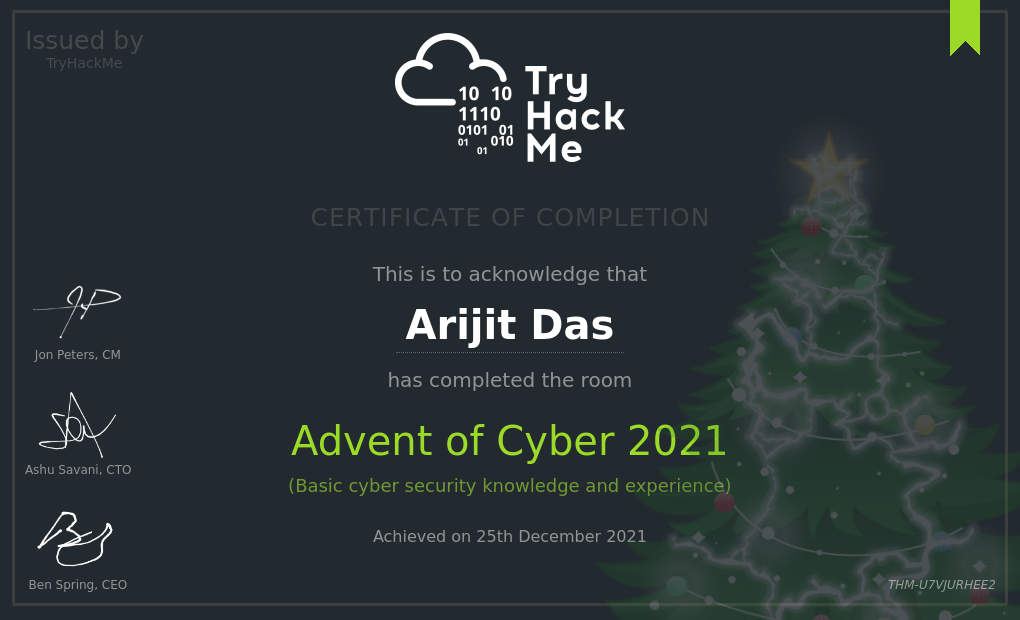 Issued by
TryHackMe
10 10
1110
0101 01
01 010
01
Try
Hack
Me
CERTIFICATE OF COMPLETION
This is to acknowledge that
Arijit Das
has completed the room
Advent of Cyber 2021
(Basic cyber security knowledge and experience)
Achieved on 25th December 2021
Jon Peters, CM
Ashu Savani, CTO
Ben Spring, CEO
THM-U7VJURHEE2